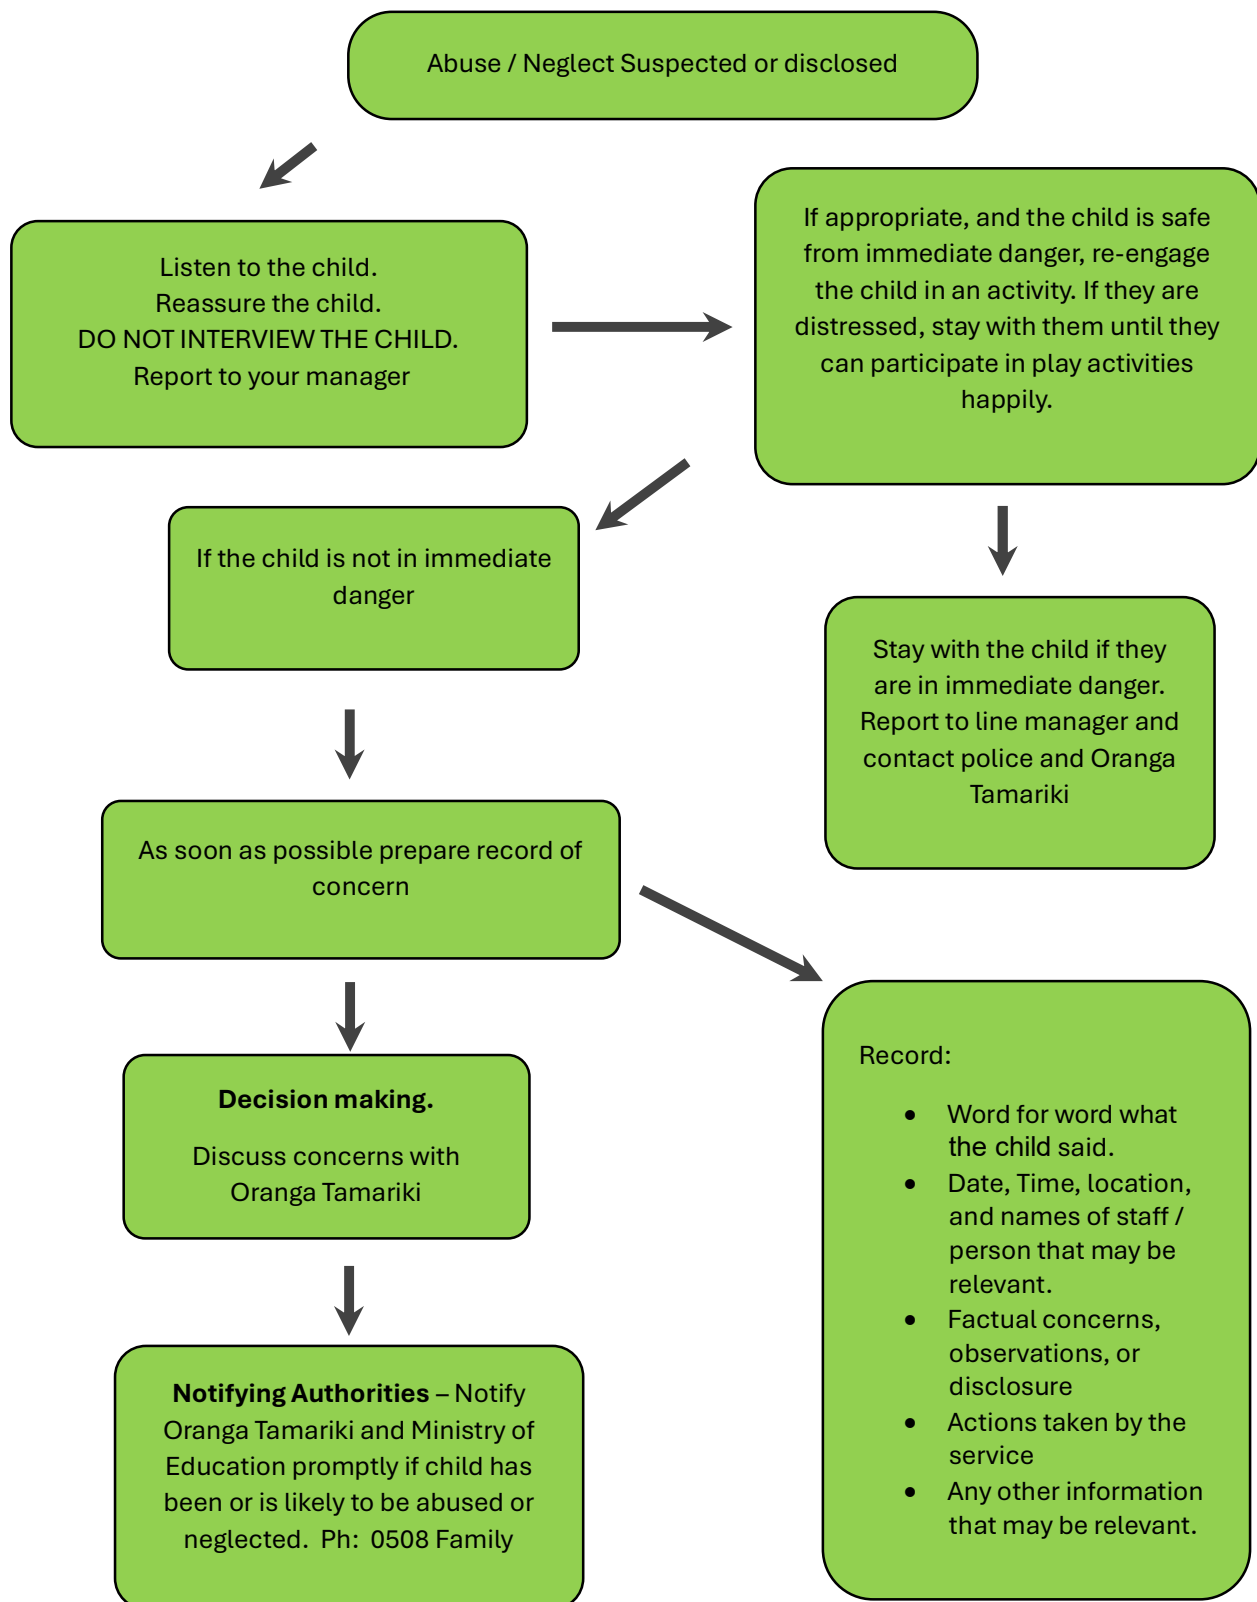 Abuse / Neglect Suspected or disclosed
Listen to the child.
Reassure the child.
DO NOT INTERVIEW THE CHILD.
Report to your manager
If appropriate, and the child is safe
from immediate danger, re-engage
the child in an activity. If they are
distressed, stay with them until they
can participate in play activities
happily.
If the child is not in immediate
danger
Stay with the child if they
are in immediate danger.
Report to line manager and
contact police and Oranga
Tamariki
As soon as possible prepare record of
concern
Decision making.
Discuss concerns with
Oranga Tamariki
Record:
• Word for word what
the child said.
• Date, Time, location,
and names of staff /
person that may be
relevant.
• Factual concerns,
observations, or
disclosure
• Actions taken by the
service
• Any other information
that may be relevant.
Notifying Authorities – Notify
Oranga Tamariki and Ministry of
Education promptly if child has
been or is likely to be abused or
neglected.  Ph:  0508 Family